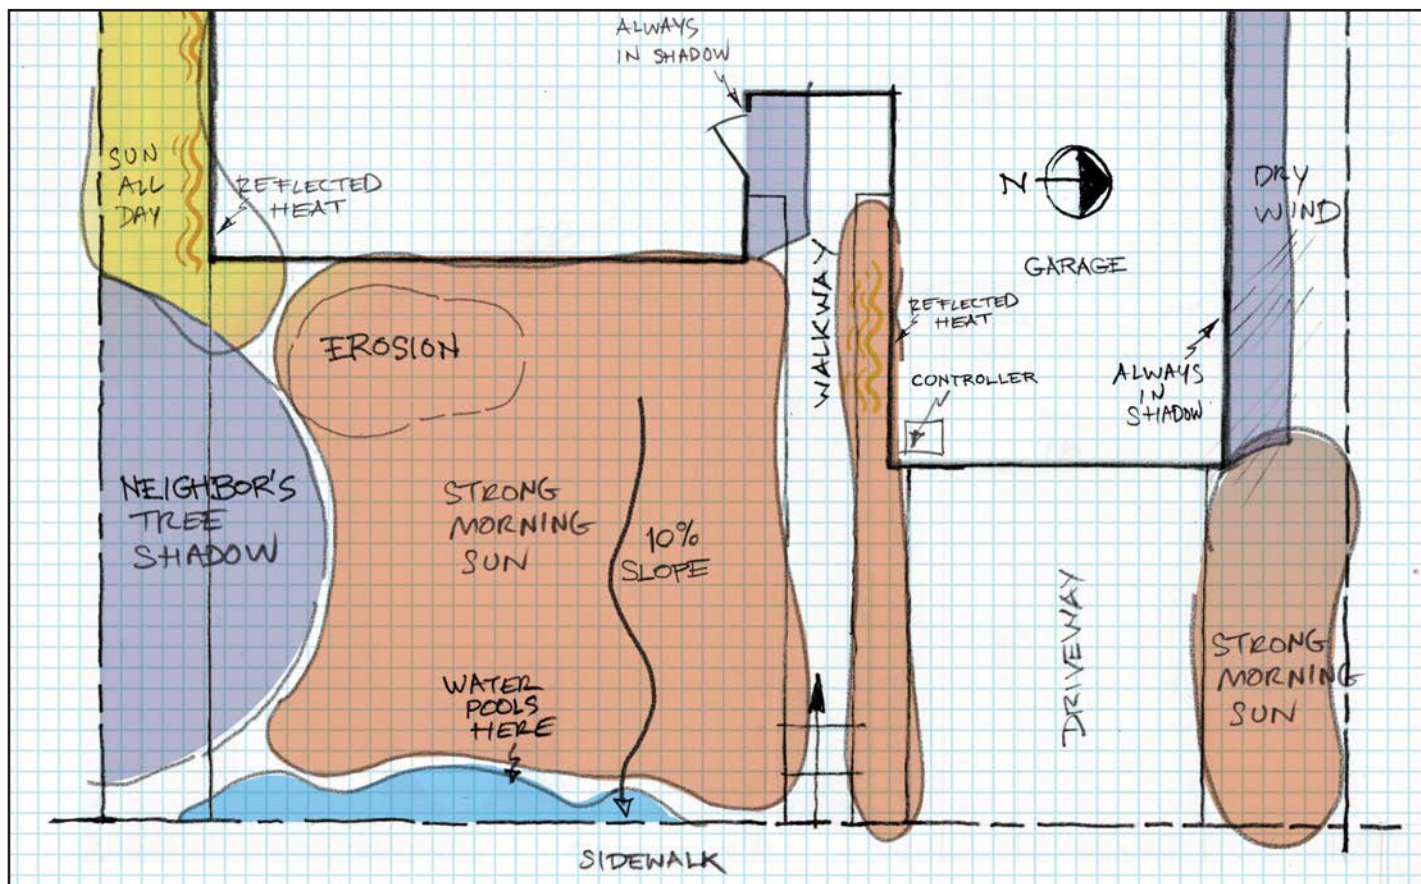 ALWAYS
IN SHADOW
SUN
ALL
DAY
REFLECTED
HEAT
N
DRY
WIND
GARAGE
WALKWAY
REFLECTED
HEAT
CONTROLLER
ALWAYS
IN
SHADOW
EROSION
NEIGHBOR'S
TREE
SHADOW
STRONG
MORNING
SUN
10%
SLOPE
DRIVEWAY
STRONG
MORNING
SUN
WATER
POOLS
HERE
SIDEWALK